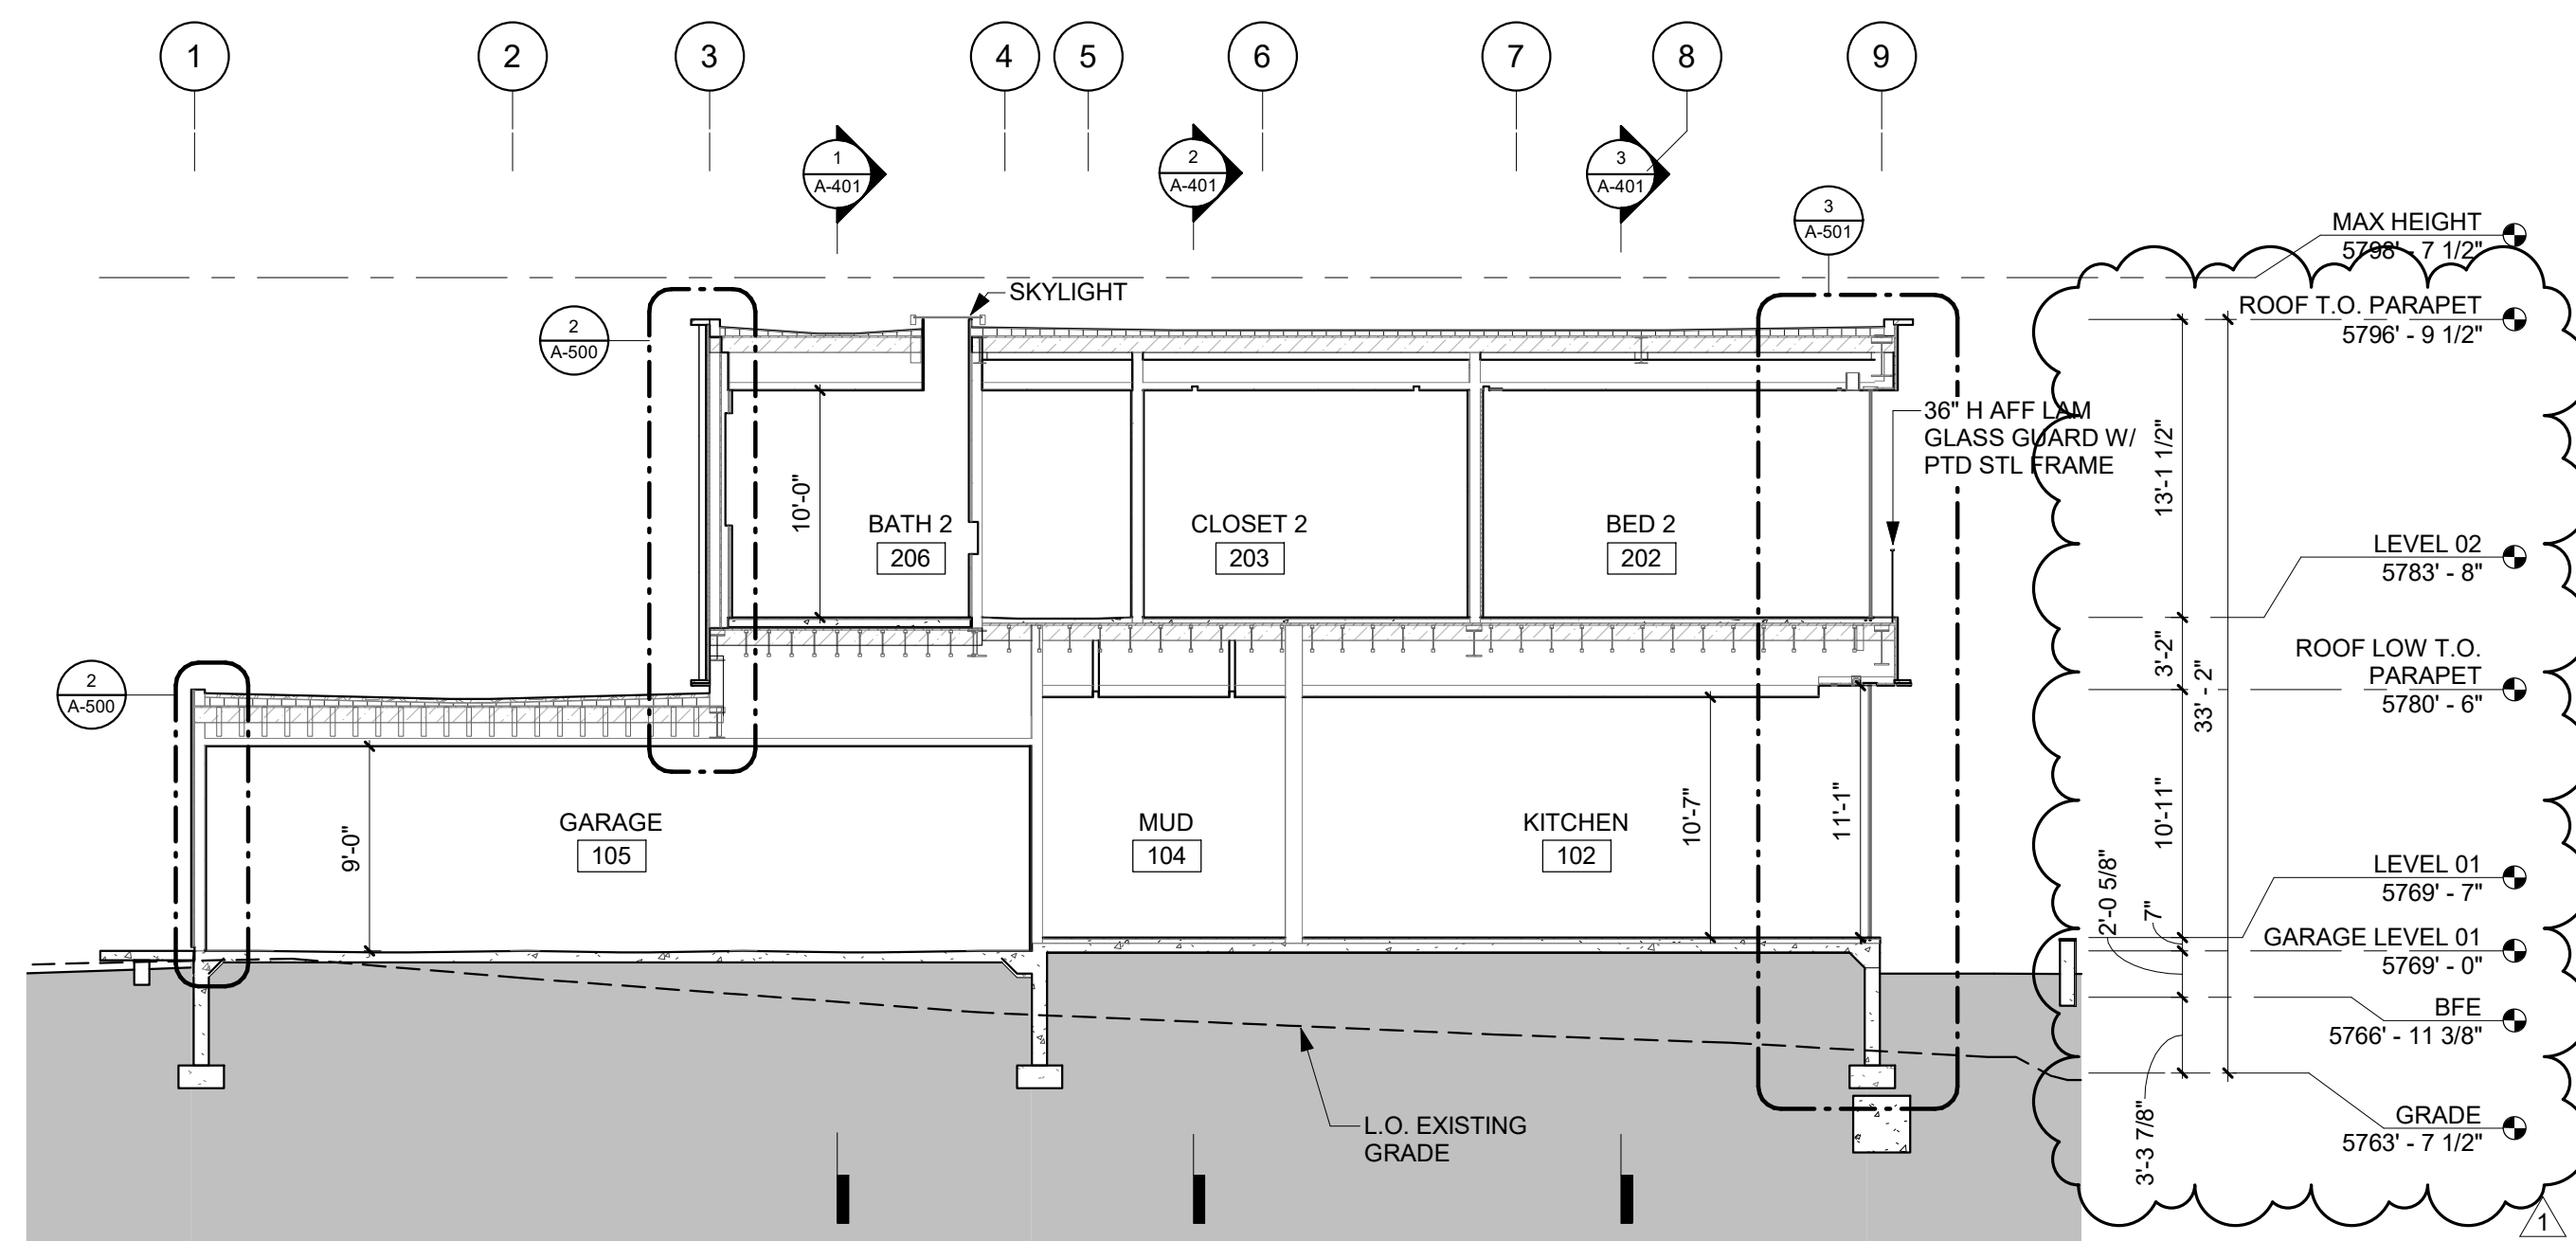 1
2
3
4
5
6
7
8
9
1
A-401
2
A-401
3
A-401
3
A-501
MAX HEIGHT
5798' - 7 1/2"
SKYLIGHT
ROOF T.O. PARAPET
5796' - 9 1/2"
2
A-500
36" H AFF LAM
GLASS GUARD W/
PTD STL FRAME
13'-1 1/2"
10'-0"
BATH 2
206
CLOSET 2
203
BED 2
202
LEVEL 02
5783' - 8"
3'-2"
33' - 2"
ROOF LOW T.O.
PARAPET
5780' - 6"
2
A-500
9'-0"
GARAGE
105
MUD
104
KITCHEN
102
10'-7"
11'-1"
10'-11"
LEVEL 01
5769' - 7"
2'-0 5/8"
7"
GARAGE LEVEL 01
5769' - 0"
BFE
5766' - 11 3/8"
L.O. EXISTING
GRADE
3'-3 7/8"
GRADE
5763' - 7 1/2"
1